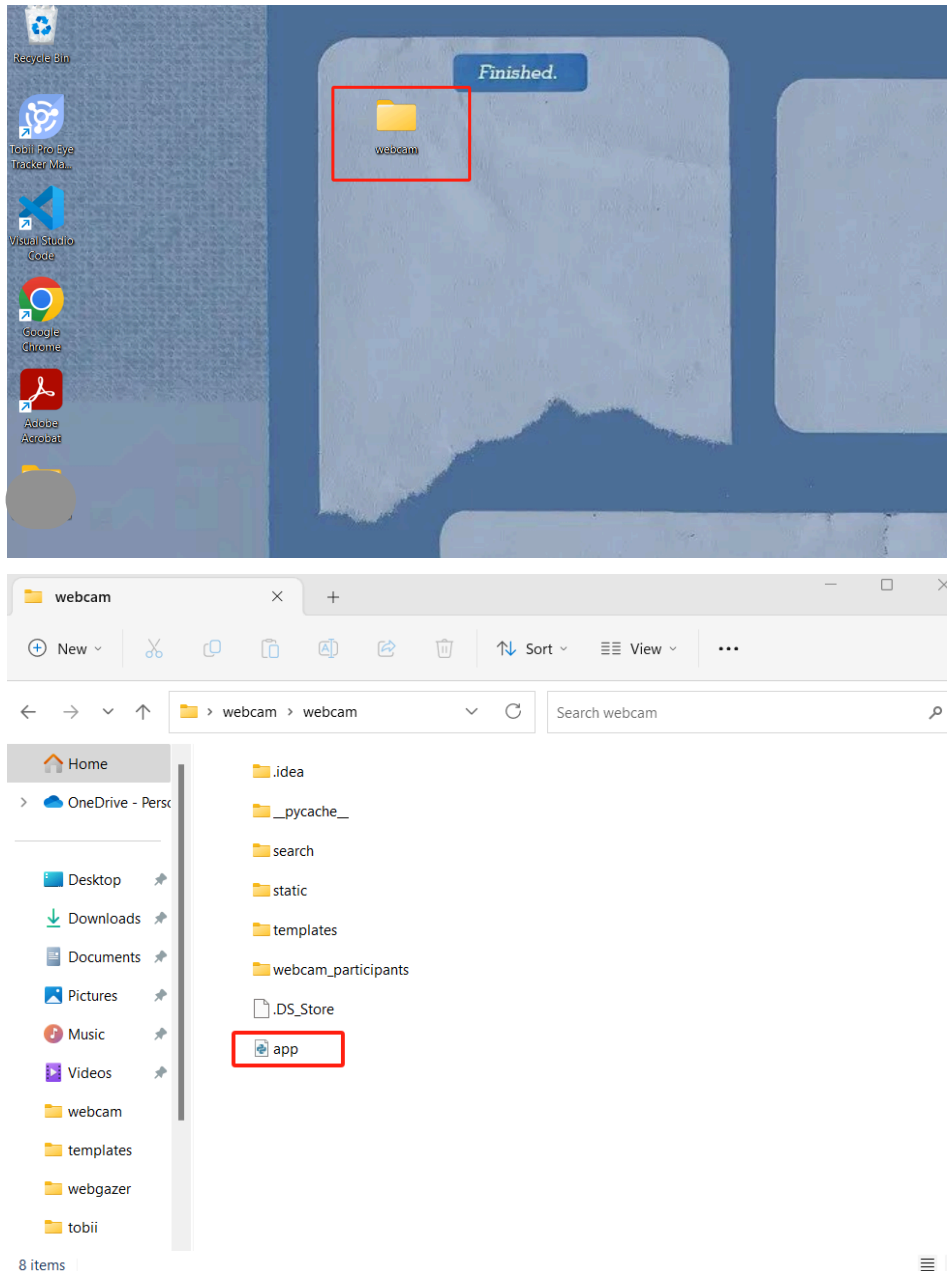 Recycle Bin
Finished.
webcam
Tobii Pro Eye
Tracker Ma...
Visual Studio
Code
Google
Chrome
Adobe
Acrobat
webcam
New
Sort
View
webcam > webcam
Search webcam
Home
OneDrive - Perso
Desktop
Downloads
Documents
Pictures
Music
Videos
webcam
templates
webgazer
tobii
.idea
__pycache__
search
static
templates
webcam_participants
.DS_Store
app
8 items